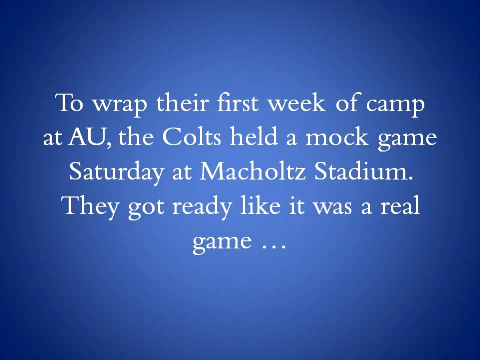 To wrap their first week of camp
at AU, the Colts held a mock game
Saturday at Macholtz Stadium.
They got ready like it was a real
game …